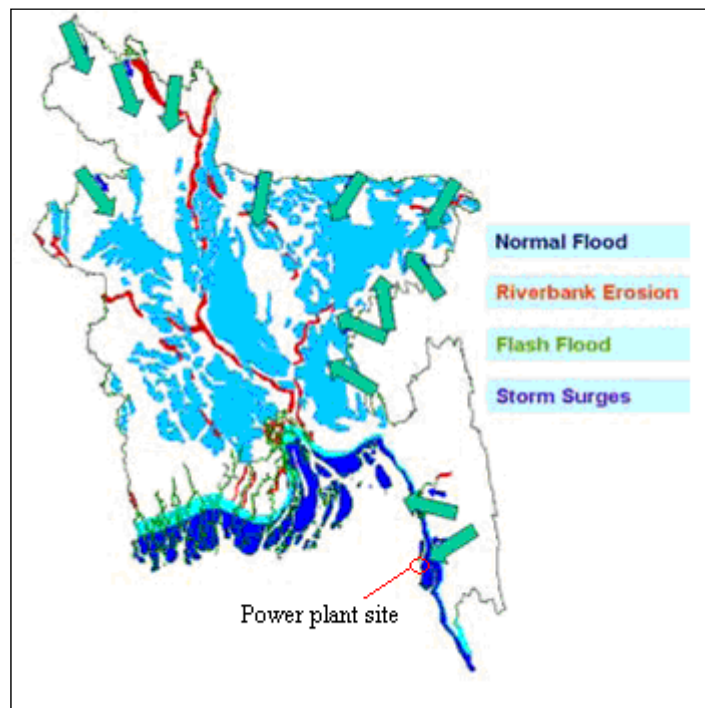 Normal Flood
Riverbank Erosion
Flash Flood
Storm Surges
Power plant site